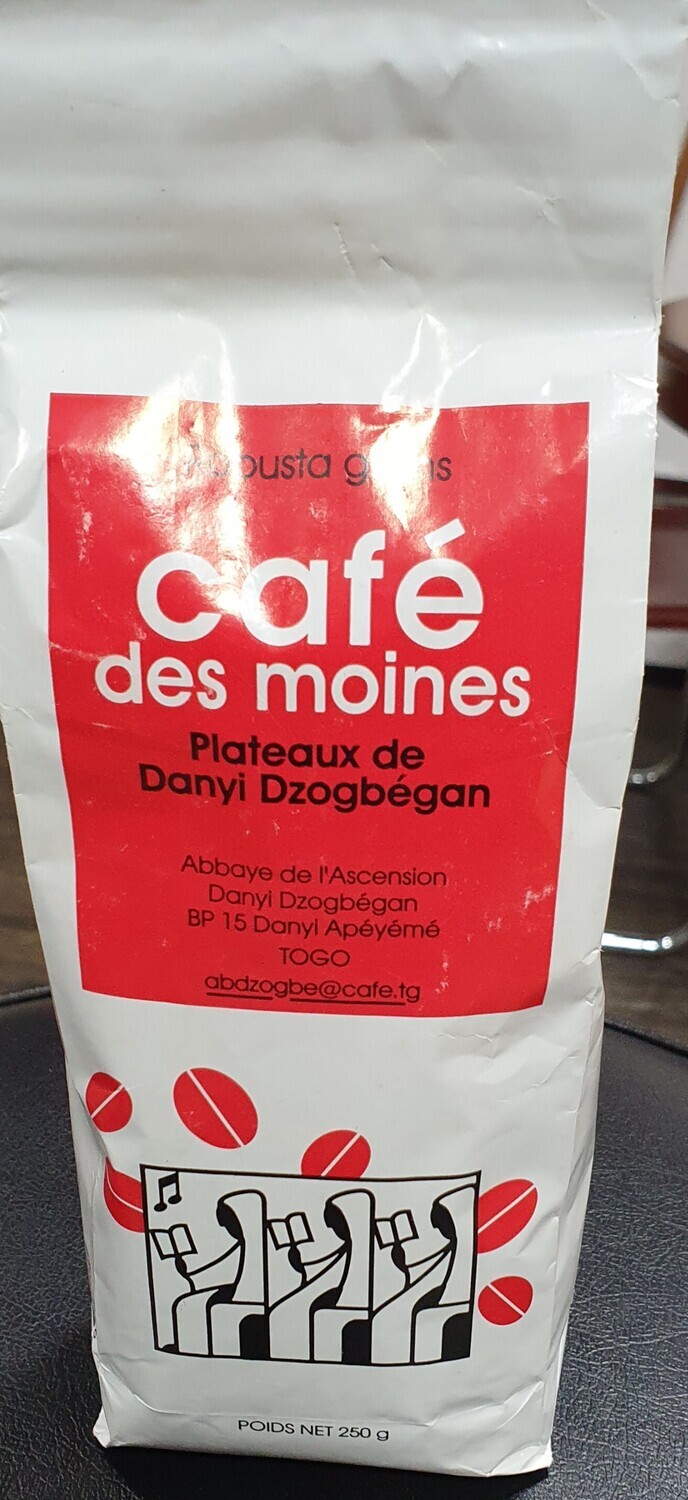 café
des moines
Plateaux de
Danyi Dzogbégan
Abbaye de l'Ascension
Danyi Dzogbégan
BP 15 Danyi Apéyémé
TOGO
abdzogbe@cafe.tg
POIDS NET 250 g